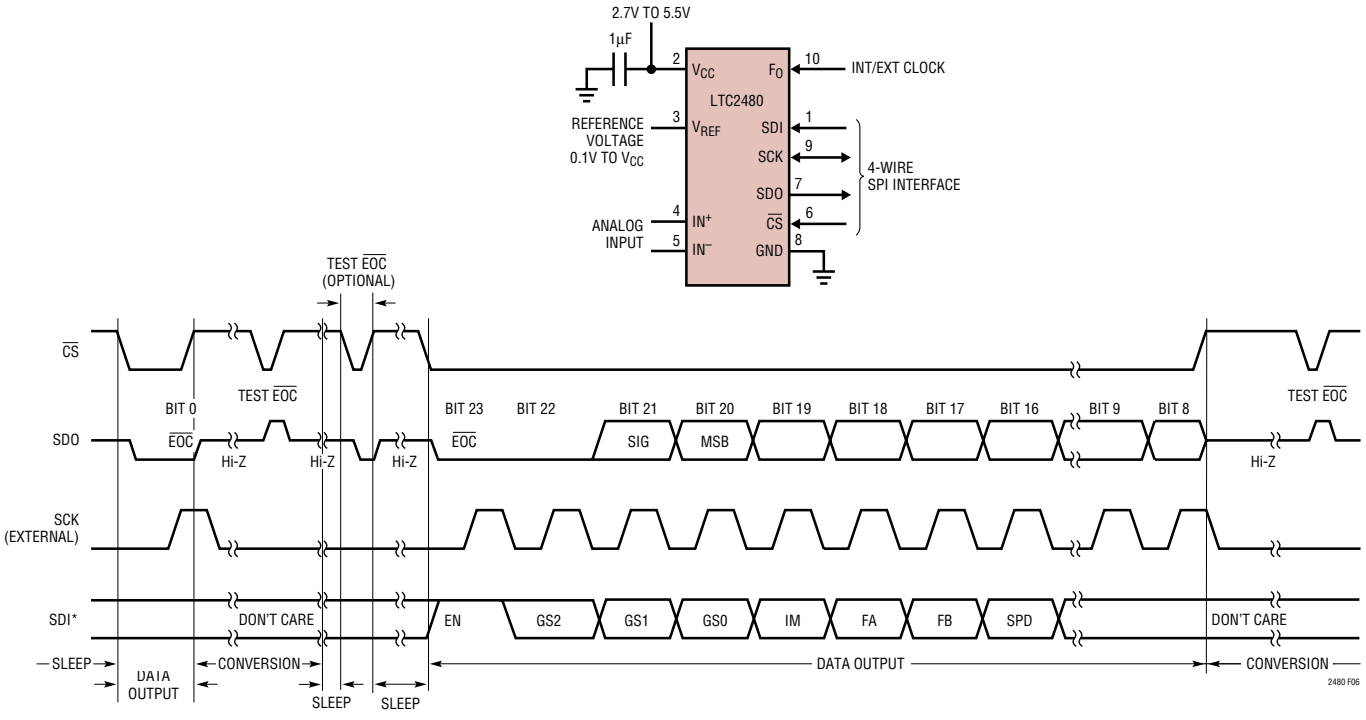 2.7V TO 5.5V
1µF
2
VCC
FO
10
INT/EXT CLOCK
LTC2480
REFERENCE
VOLTAGE
0.1V TO VCC
3
VREF
SDI
1
SCK
9
4-WIRE
SPI INTERFACE
SDO
7
ANALOG
INPUT
4
IN+
CS
6
5
IN–
GND
8
TEST EOC
(OPTIONAL)
CS
TEST EOC
TEST EOC
BIT 0
BIT 23
BIT 22
BIT 21
BIT 20
BIT 19
BIT 18
BIT 17
BIT 16
BIT 9
BIT 8
SDO
EOC
EOC
SIG
MSB
Hi-Z
Hi-Z
Hi-Z
Hi-Z
SCK
(EXTERNAL)
SDI*
DON'T CARE
EN
GS2
GS1
GS0
IM
FA
FB
SPD
DON'T CARE
SLEEP
DATA
OUTPUT
CONVERSION
SLEEP
SLEEP
DATA OUTPUT
CONVERSION
2480 F06